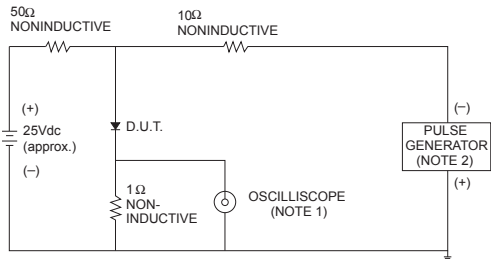 50Ω
NONINDUCTIVE
10Ω
NONINDUCTIVE
(+)
25Vdc
(approx.)
(–)
D.U.T.
1Ω
NON-
INDUCTIVE
OSCILLISCOPE
(NOTE 1)
(–)
PULSE
GENERATOR
(NOTE 2)
(+)